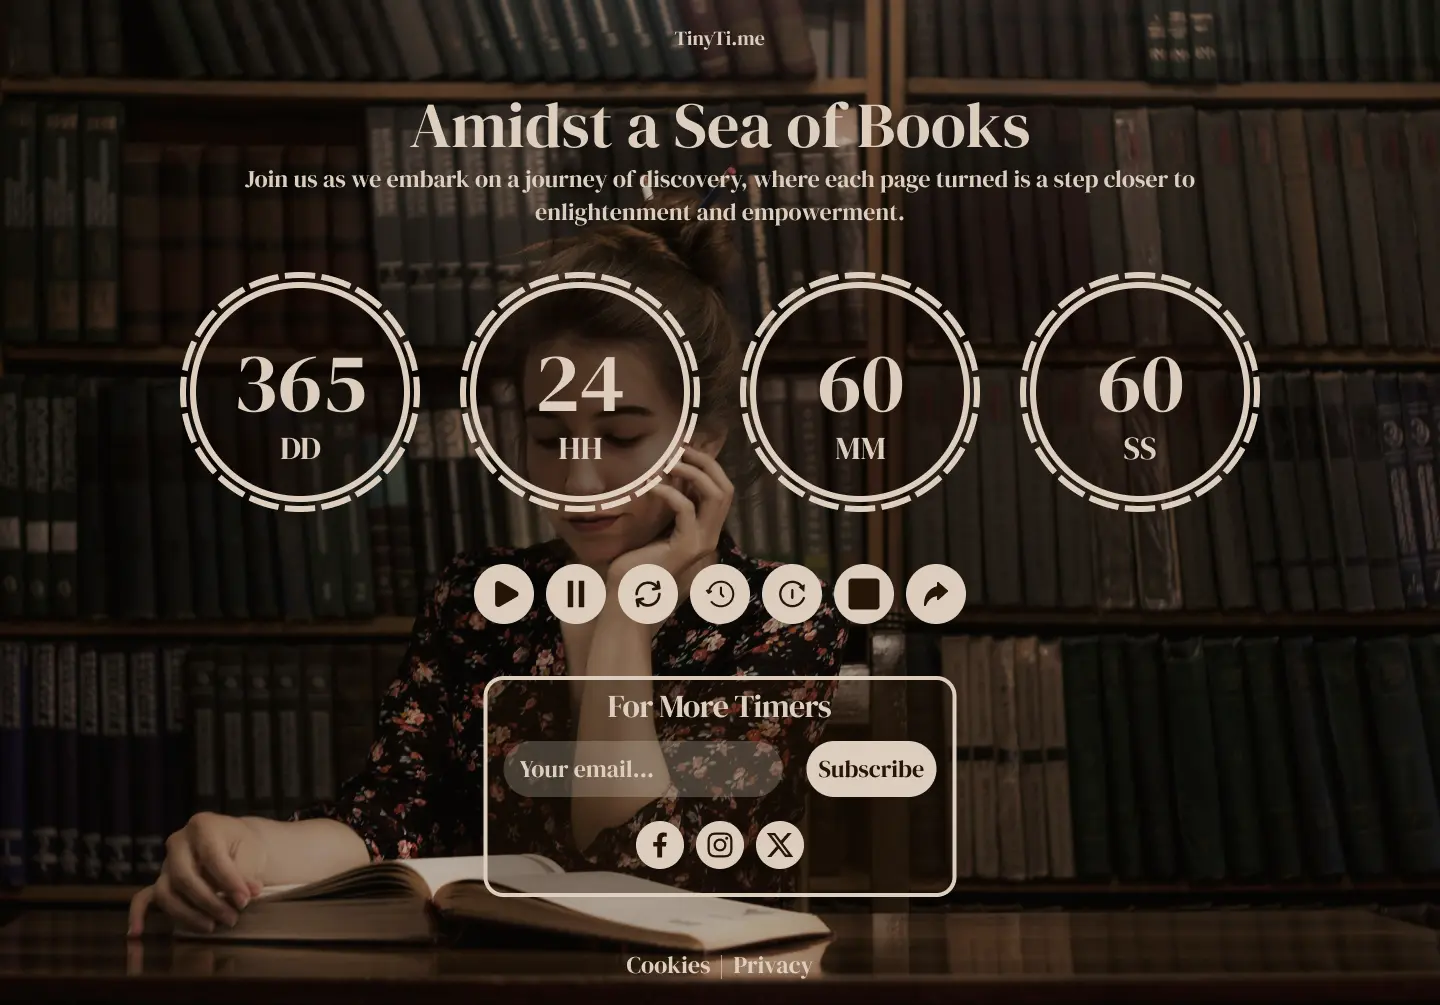 TinyTi.me
Amidst a Sea of Books
Join us as we embark on a journey of discovery, where each page turned is a step closer to
enlightenment and empowerment.
365 24 60 60
DD HH MM SS
For More Timers
Your email... Subscribe
Cookies | Privacy